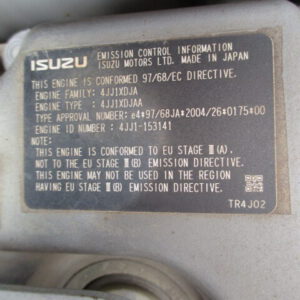 ISUZU EMISSION CONTROL INFORMATION
ISUZU MOTORS LTD. MADE IN JAPAN
THIS ENGINE IS CONFORMED 97/68/EC DIRECTIVE.
ENGINE FAMILY: 4JJ1XDJA
ENGINE TYPE : 4JJ1XDJAA
TYPE APPROVAL: e4*97/68JA*2004/26*0175*00
ENGINE ID NUMBER : 4JJ1-153141
NOTE:
THIS ENGINE IS CONFORMED TO EU STAGE Ⅲ(A),
NOT TO THE EU STAGE Ⅲ(B) EMISSION DIRECTIVE.
THIS ENGINE MAY NOT BE USED IN THE REGION
HAVING EU STAGE Ⅲ(B) EMISSION DIRECTIVE.
TR4J02